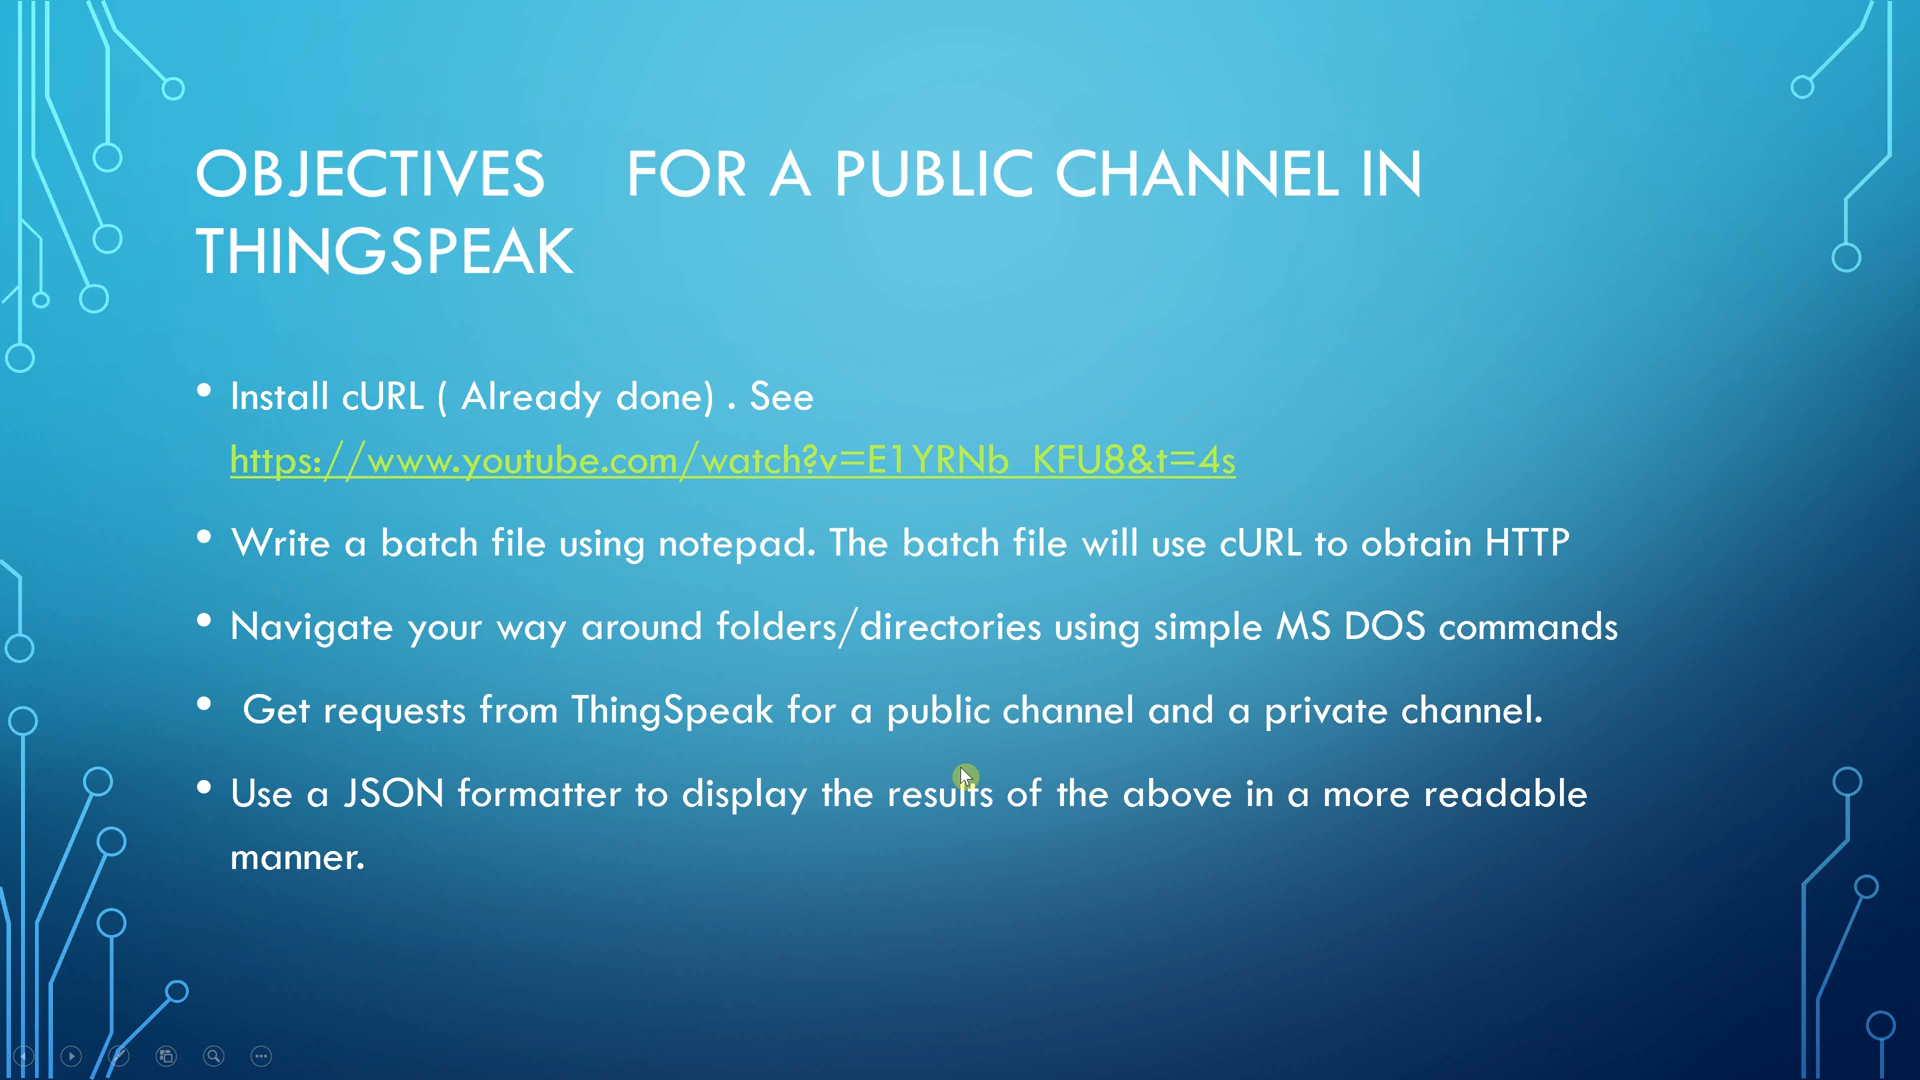 OBJECTIVES FOR A PUBLIC CHANNEL IN
THINGSPEAK
• Install cURL ( Already done) . See
https://www.youtube.com/watch?v=E1YRNb_KFU8&t=4s
• Write a batch file using notepad. The batch file will use cURL to obtain HTTP
• Navigate your way around folders/directories using simple MS DOS commands
• Get requests from ThingSpeak for a public channel and a private channel.
• Use a JSON formatter to display the results of the above in a more readable
manner.